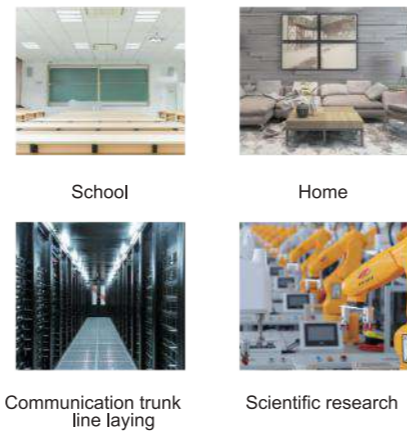 School
Home
Communication trunk
line laying
Scientific research